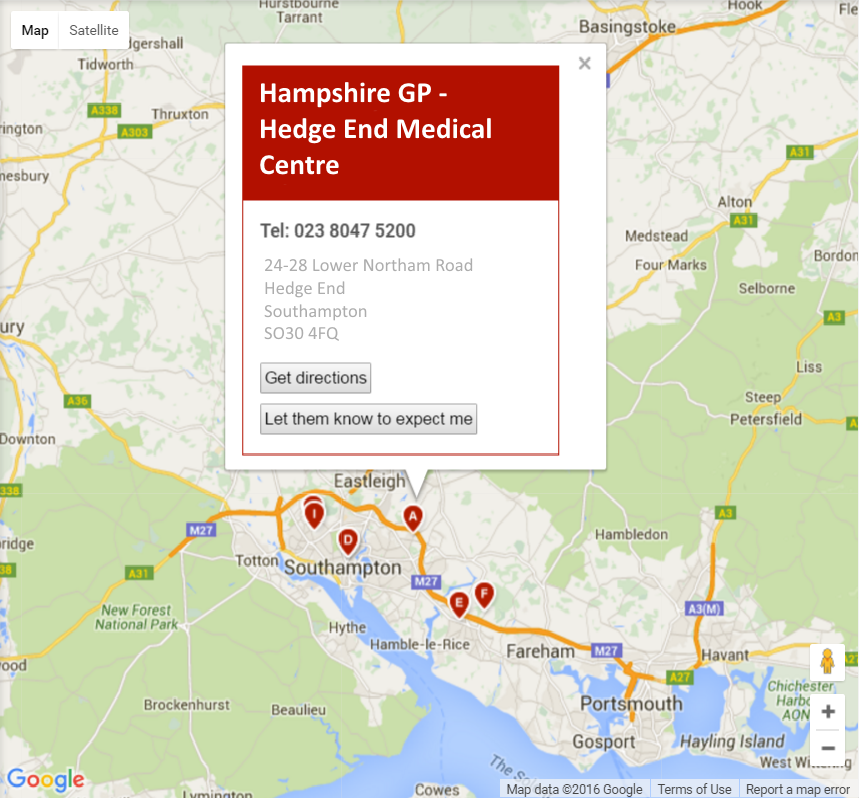 Hurstbourne
Tarrant
Hook
Basingstoke
Map
Satellite
dgershall
Tidworth
A338
Thruxton
A303
ington
mesbury
Hampshire GP -
Hedge End Medical
Centre
Tel: 023 8047 5200
24-28 Lower Northam Road
Hedge End
Southampton
SO30 4FQ
Get directions
Let them know to expect me
A31
Alton
A31
Medstead
Four Marks
Bordon
Selborne
A3
ury
Liss
A36
Steep
Petersfield
Downton
Eastleigh
338
I
A
A3
M27
D
Hambledon
ridge
Totton
Southampton
A31
M27
F
E
A3(M)
New Forest
National Park
Hythe
Hamble-le-Rice
Fareham
M27
Havant
A27
ood
A27
Chichester
Harbo
AON
Brockenhurst
Beaulieu
Portsmouth
Gosport
Hayling Island
West Wittering
The So
Google
Lymington
Cowes
Map data ©2016 Google
Terms of Use
Report a map error